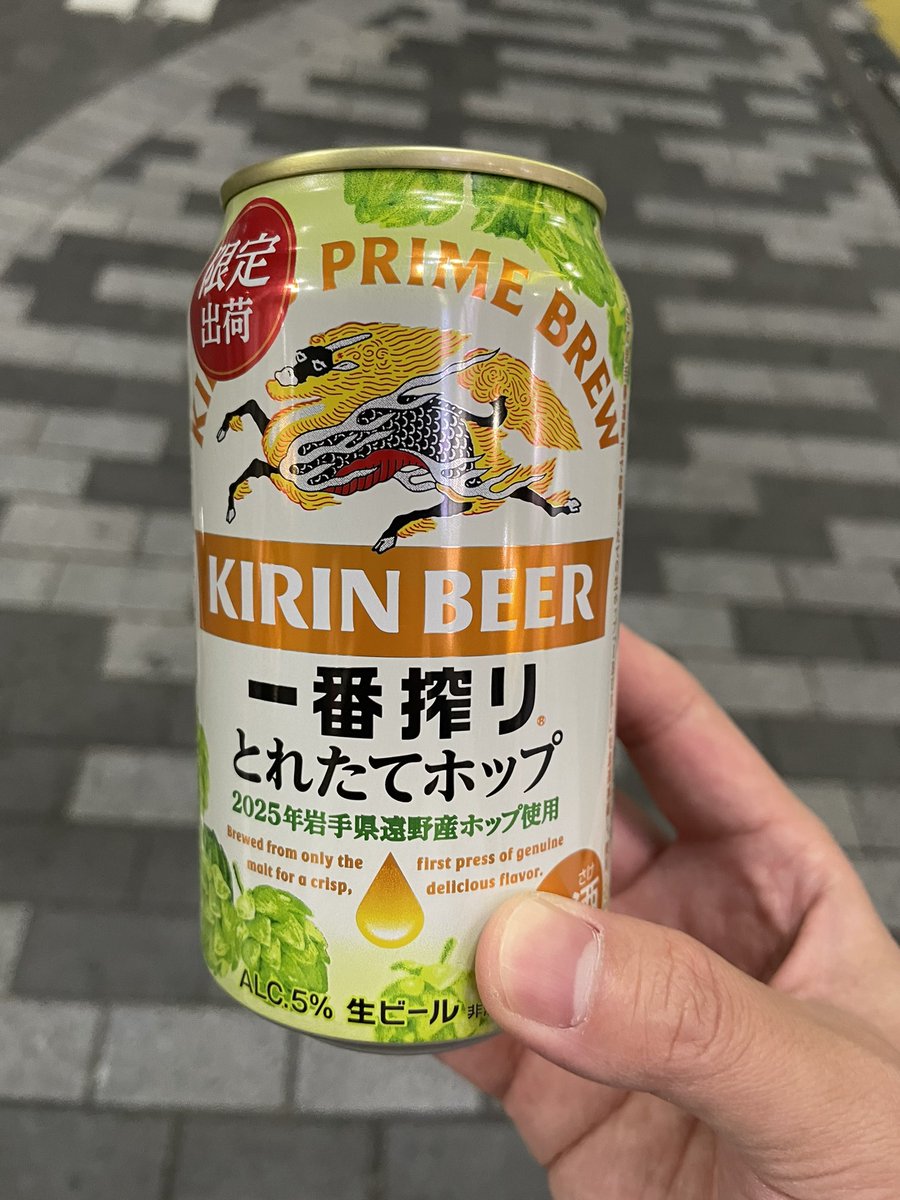 限定
出荷
PRIME BREW
KIRIN BEER
一番搾り
®
とれたてホップ
2025年岩手県遠野産ホップ使用
Brewed from only the first press of genuine
malt for a crisp, delicious flavor.
さけ
ALC.5% 生ビール